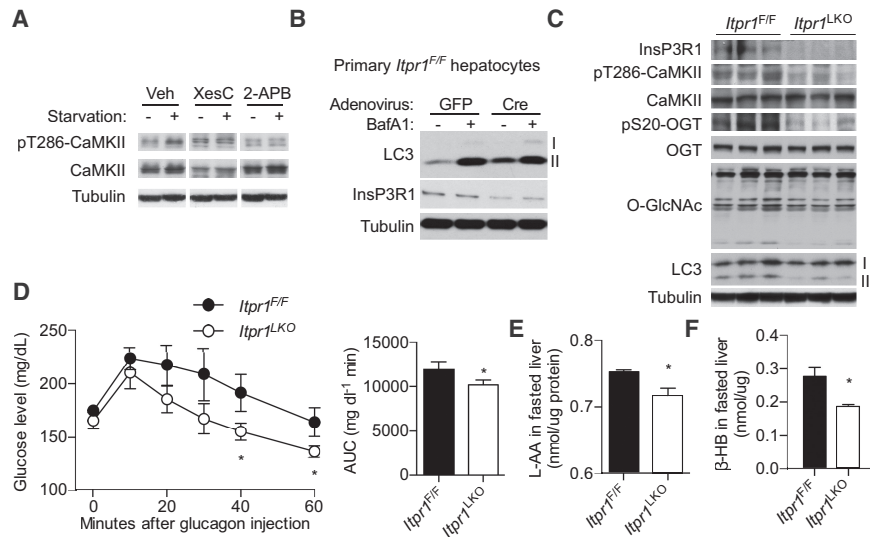 A
Veh XesC 2-APB
Starvation: - + - + - +
pT286-CaMKII
CaMKII
Tubulin
B
Primary Itpr1F/F hepatocytes
Adenovirus: GFP Cre
BafA1: - + - +
LC3 I
II
InsP3R1
Tubulin
C
Itpr1F/F Itpr1LKO
InsP3R1
pT286-CaMKII
CaMKII
pS20-OGT
OGT
O-GlcNAc
LC3 I
II
Tubulin
D
Itpr1F/F
Itpr1LKO
Glucose level (mg/dL)
250
200
150
100
0 20 40 60
* *
Minutes after glucagon injection
AUC (mg dl-1 min)
15000
10000
5000
0
*
Itpr1F/F Itpr1LKO
E
L-AA in fasted liver
(nmol/ug protein)
0.8
0.7
0.6
*
Itpr1F/F Itpr1LKO
F
β-HB in fasted liver
(nmol/ug)
0.4
0.3
0.2
0.1
0.0
*
Itpr1F/F Itpr1LKO